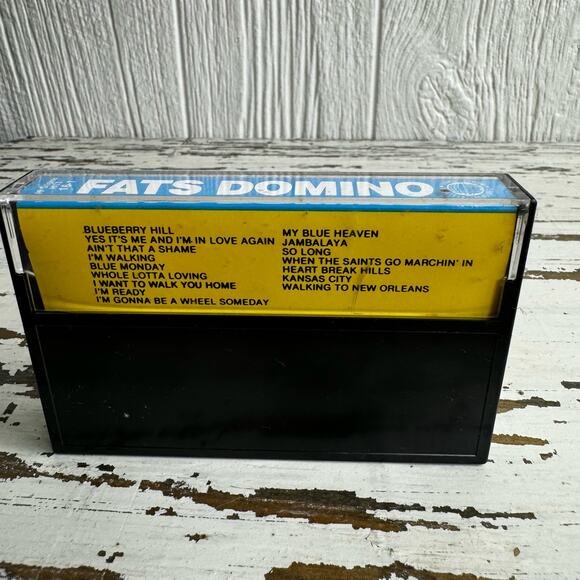 FATS DOMINO
BLUEBERRY HILL
YES IT'S ME AND I'M IN LOVE AGAIN
AIN'T THAT A SHAME
I'M WALKING
BLUE MONDAY
WHOLE LOTTA LOVING
I WANT TO WALK YOU HOME
I'M READY
I'M GONNA BE A WHEEL SOMEDAY
MY BLUE HEAVEN
JAMBALAYA
SO LONG
WHEN THE SAINTS GO MARCHIN' IN
HEART BREAK HILLS
KANSAS CITY
WALKING TO NEW ORLEANS